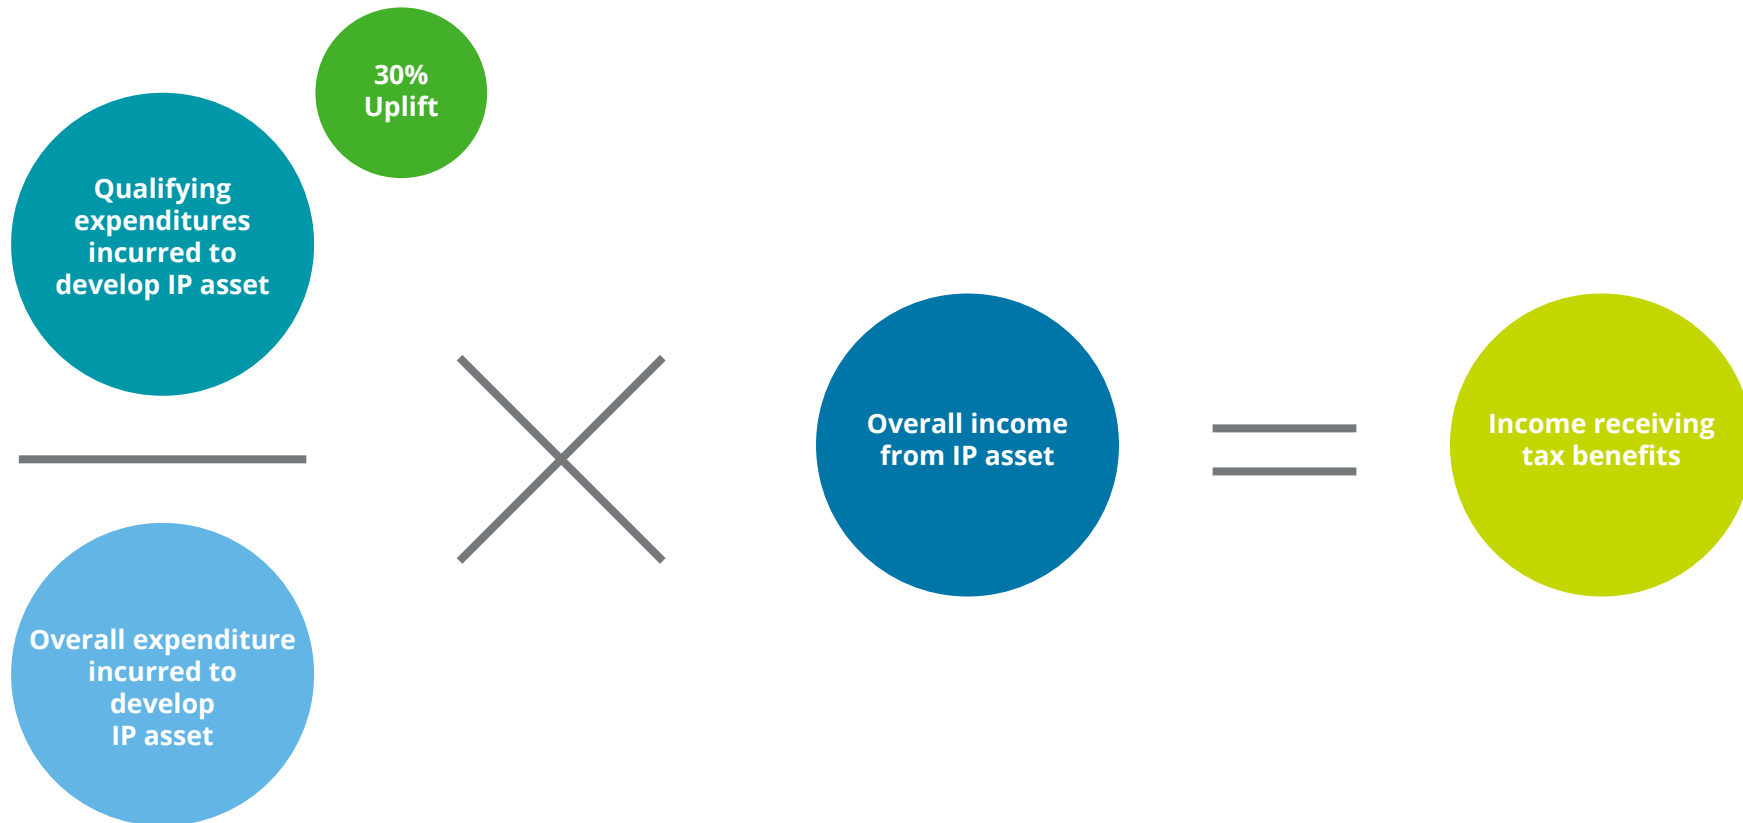 30%
Uplift
Qualifying
expenditures
incurred to
develop IP asset
Overall expenditure
incurred to
develop
IP asset
Overall income
from IP asset
Income receiving
tax benefits